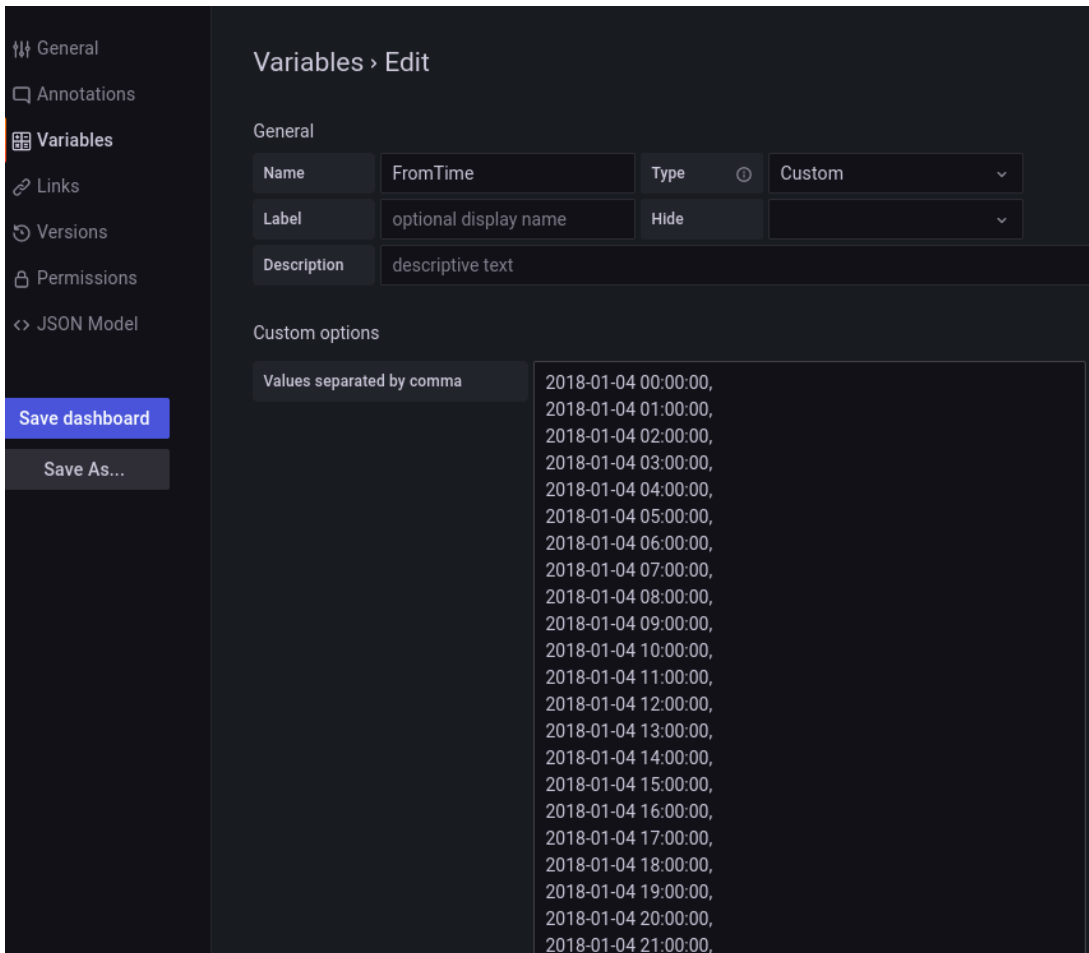 General
Annotations
Variables
Links
Versions
Permissions
JSON Model
Save dashboard
Save As...
Variables › Edit
General
Name FromTime Type Custom
Label optional display name Hide
Description descriptive text
Custom options
Values separated by comma
2018-01-04 00:00:00,
2018-01-04 01:00:00,
2018-01-04 02:00:00,
2018-01-04 03:00:00,
2018-01-04 04:00:00,
2018-01-04 05:00:00,
2018-01-04 06:00:00,
2018-01-04 07:00:00,
2018-01-04 08:00:00,
2018-01-04 09:00:00,
2018-01-04 10:00:00,
2018-01-04 11:00:00,
2018-01-04 12:00:00,
2018-01-04 13:00:00,
2018-01-04 14:00:00,
2018-01-04 15:00:00,
2018-01-04 16:00:00,
2018-01-04 17:00:00,
2018-01-04 18:00:00,
2018-01-04 19:00:00,
2018-01-04 20:00:00,
2018-01-04 21:00:00,